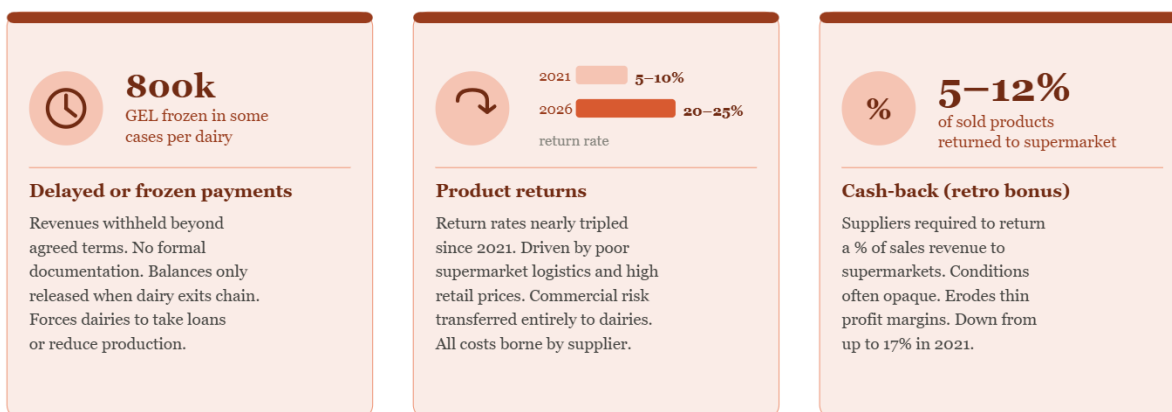 800k
GEL frozen in some
cases per dairy
Delayed or frozen payments
Revenues withheld beyond
agreed terms. No formal
documentation. Balances only
released when dairy exits chain.
Forces dairies to take loans
or reduce production.
2021 5–10%
2026 20–25%
return rate
Product returns
Return rates nearly tripled
since 2021. Driven by poor
supermarket logistics and high
retail prices. Commercial risk
transferred entirely to dairies.
All costs borne by supplier.
%
5–12%
of sold products
returned to supermarket
Cash-back (retro bonus)
Suppliers required to return
a % of sales revenue to
supermarkets. Conditions
often opaque. Erodes thin
profit margins. Down from
up to 17% in 2021.